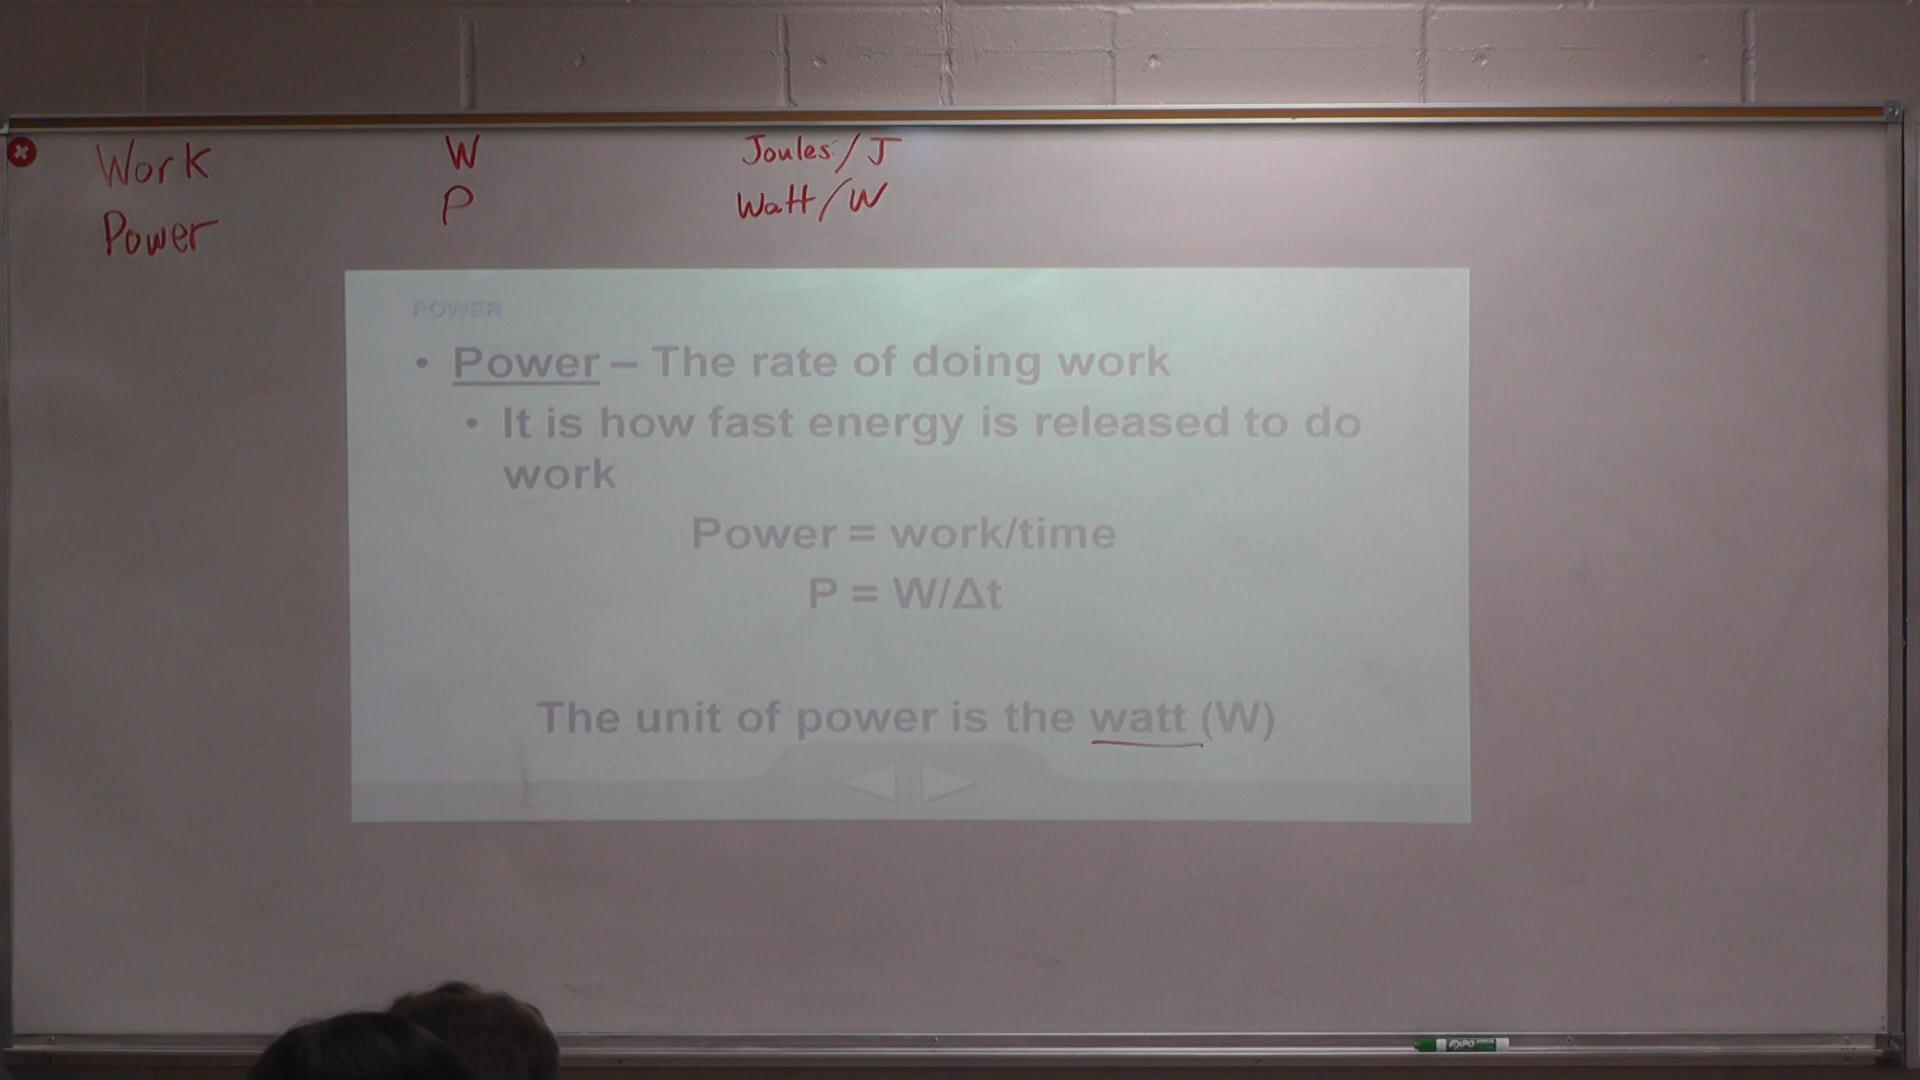 Work W Joules/J
Power P Watt/W
POWER
• Power – The rate of doing work
• It is how fast energy is released to do
work
Power = work/time
P = W/Δt
The unit of power is the watt (W)
EXPO